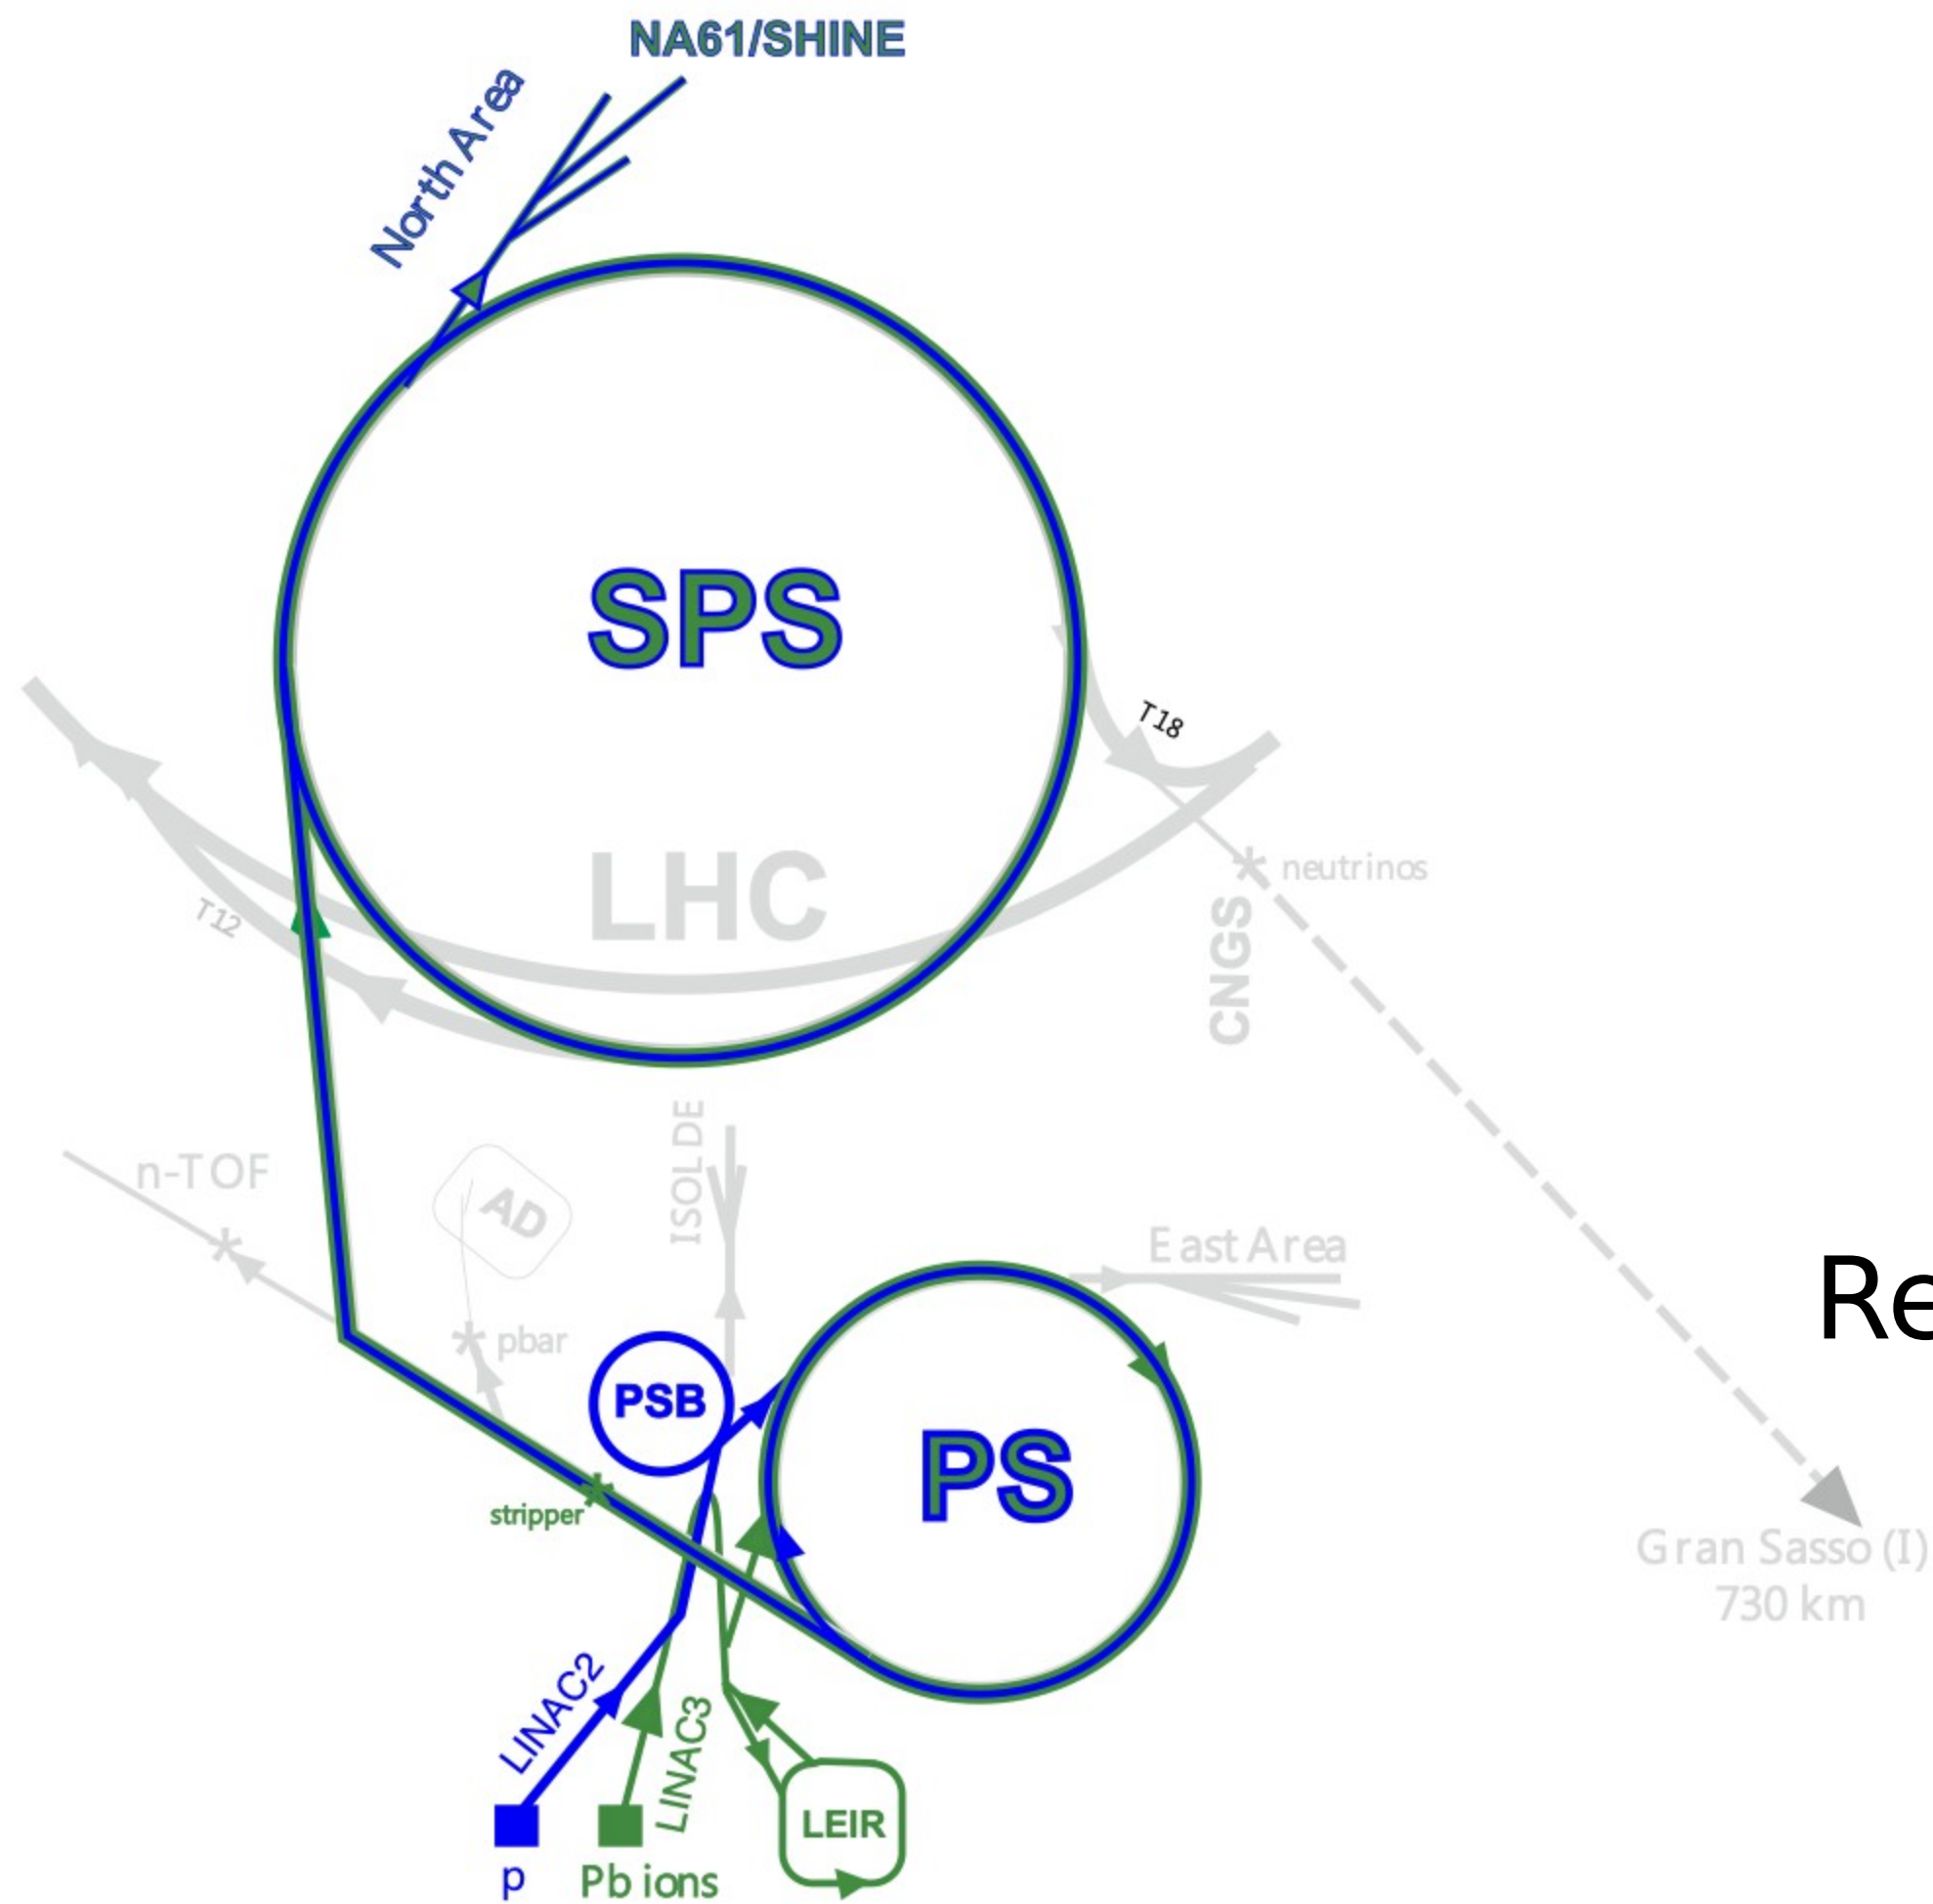 NA61/SHINE
North Area
SPS
T18
LHC
neutrinos
T12
CNGS
ISOLDE
n-TOF
AD
East Area
Re
pbar
PSB
PS
stripper
Gran Sasso (I)
730 km
LINAC2
LINAC3
LEIR
p
Pb ions